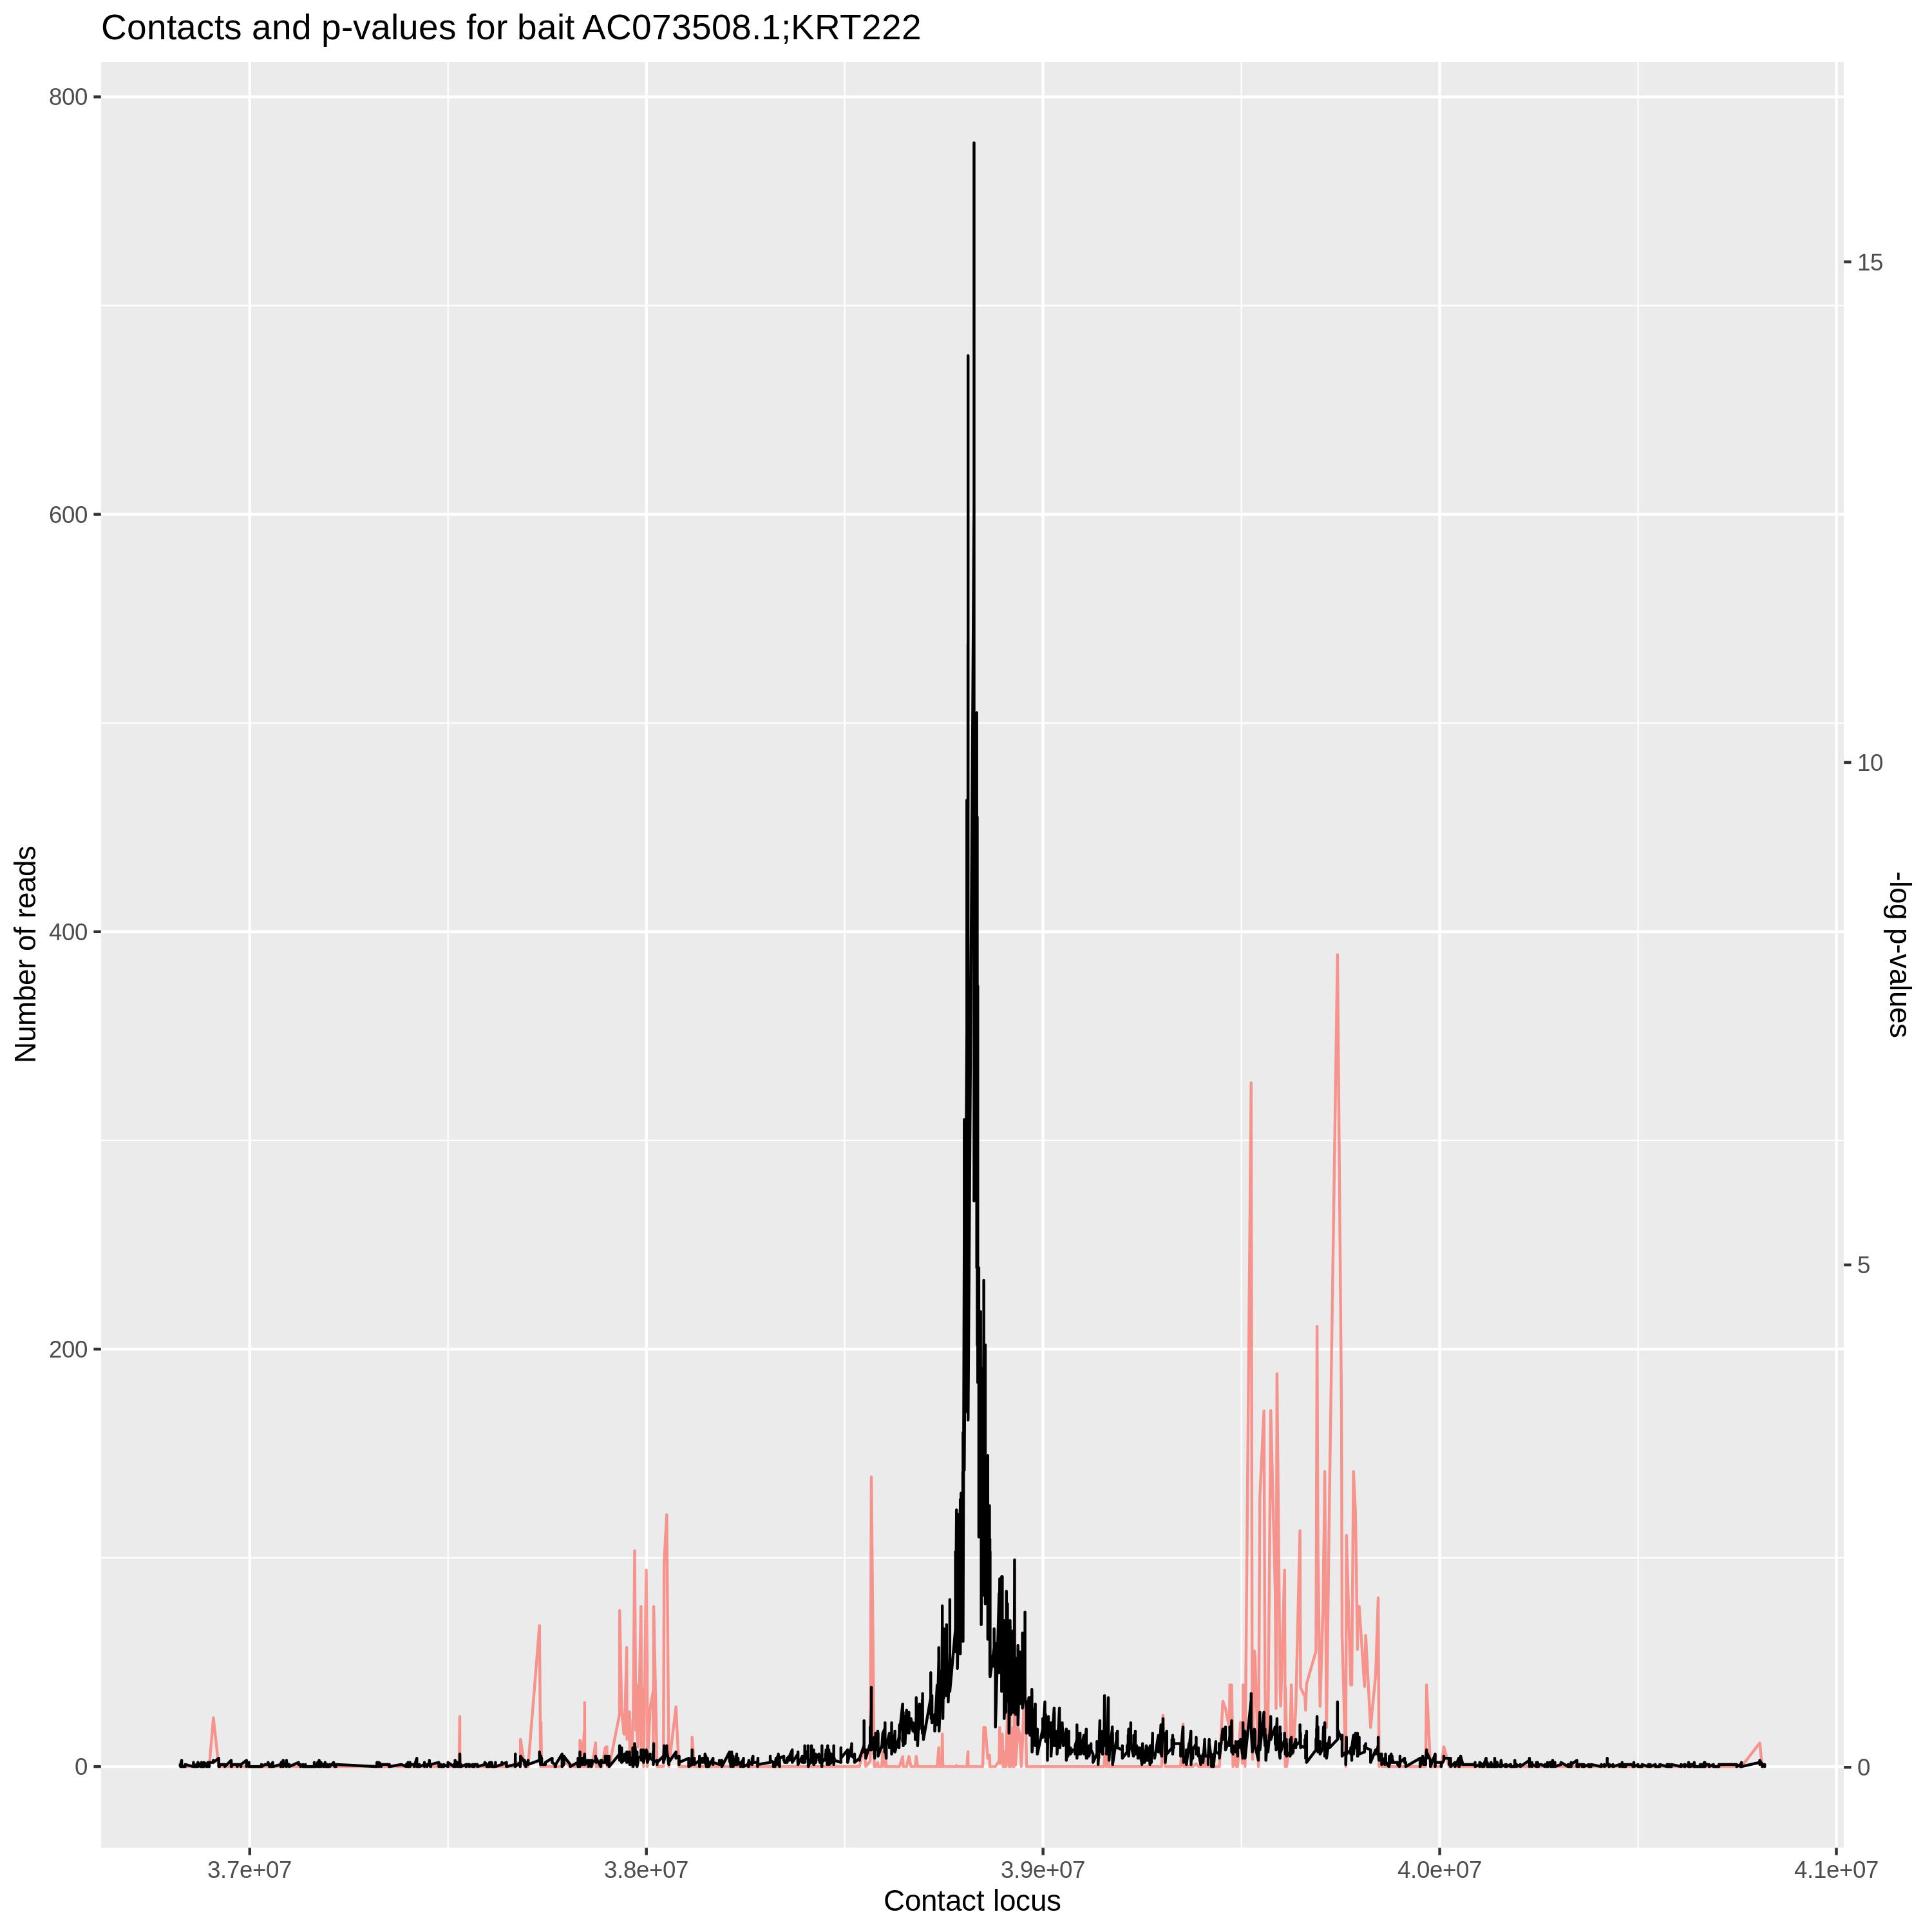 Contacts and p-values for bait AC073508.1;KRT222
800
600
400
200
0
Number of reads
15
10
5
0
-log p-values
3.7e+07
3.8e+07
3.9e+07
4.0e+07
4.1e+07
Contact locus